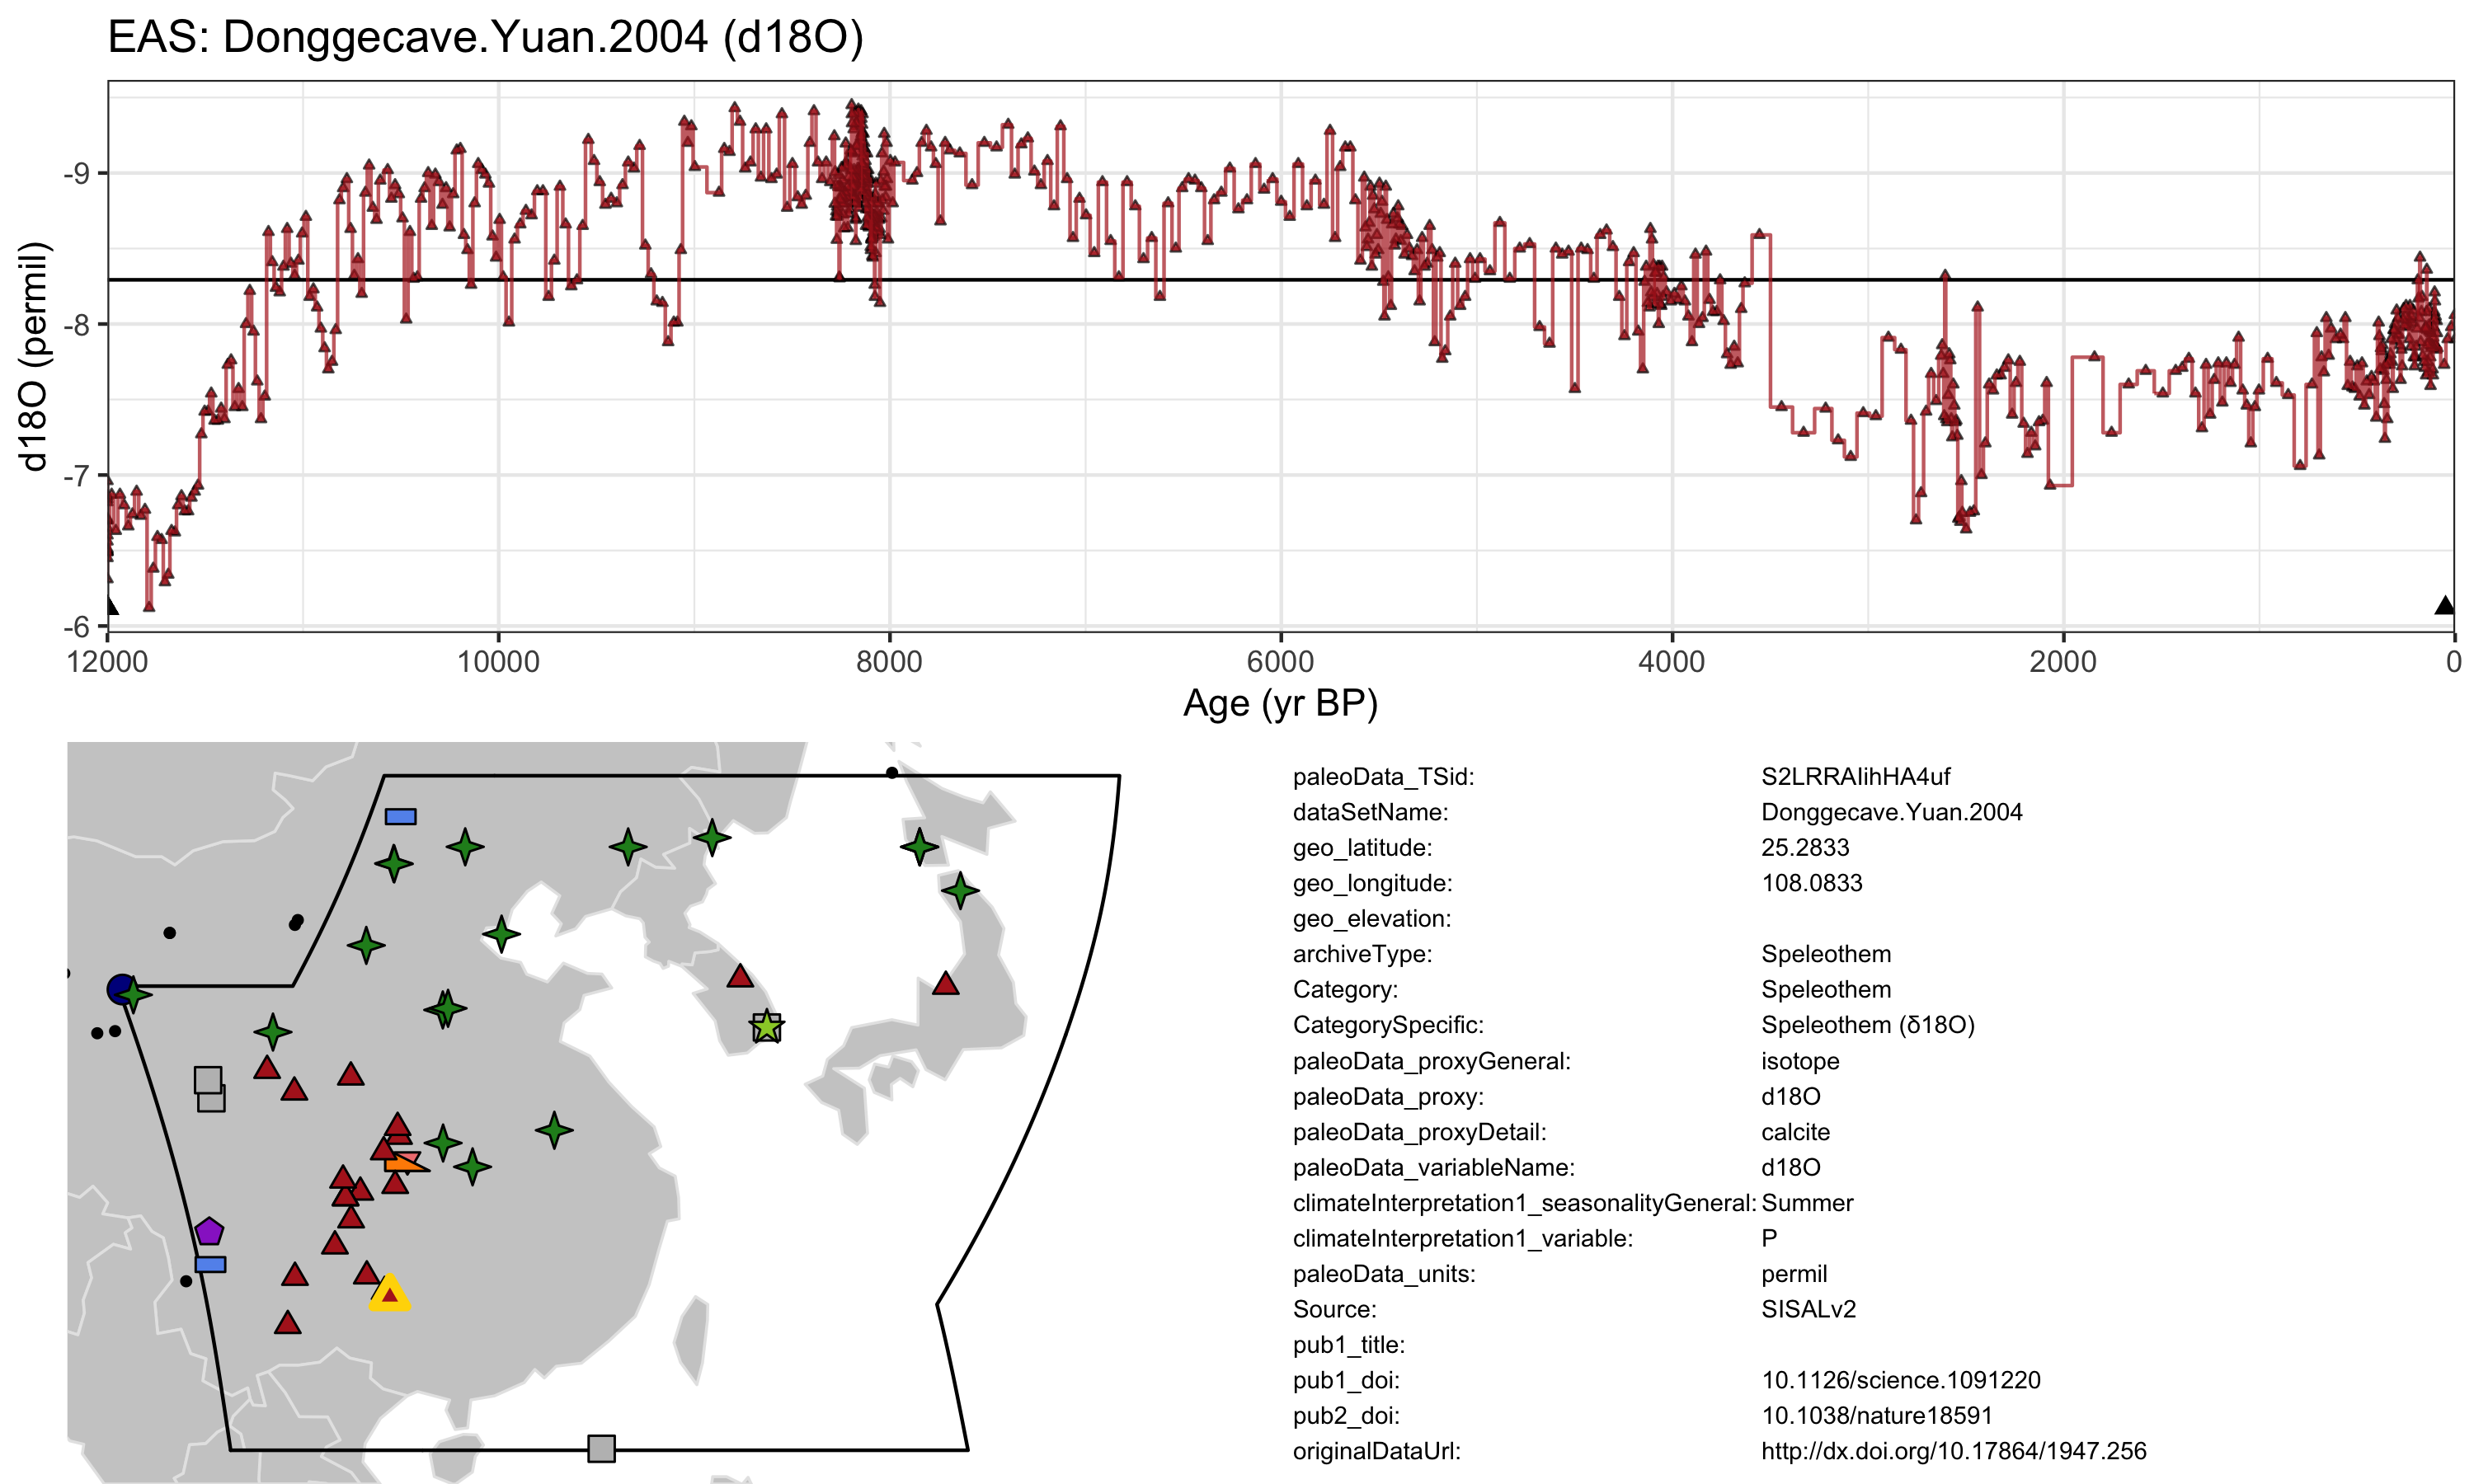 EAS: Donggecave.Yuan.2004 (d18O)
d18O (permil)
-9
-8
-7
-6
12000 10000 8000 6000 4000 2000 0
Age (yr BP)
paleoData_TSid: S2LRRAIihHA4uf
dataSetName: Donggecave.Yuan.2004
geo_latitude: 25.2833
geo_longitude: 108.0833
geo_elevation:
archiveType: Speleothem
Category: Speleothem
CategorySpecific: Speleothem (δ18O)
paleoData_proxyGeneral: isotope
paleoData_proxy: d18O
paleoData_proxyDetail: calcite
paleoData_variableName: d18O
climateInterpretation1_seasonalityGeneral: Summer
climateInterpretation1_variable: P
paleoData_units: permil
Source: SISALv2
pub1_title:
pub1_doi: 10.1126/science.1091220
pub2_doi: 10.1038/nature18591
originalDataUrl: http://dx.doi.org/10.17864/1947.256